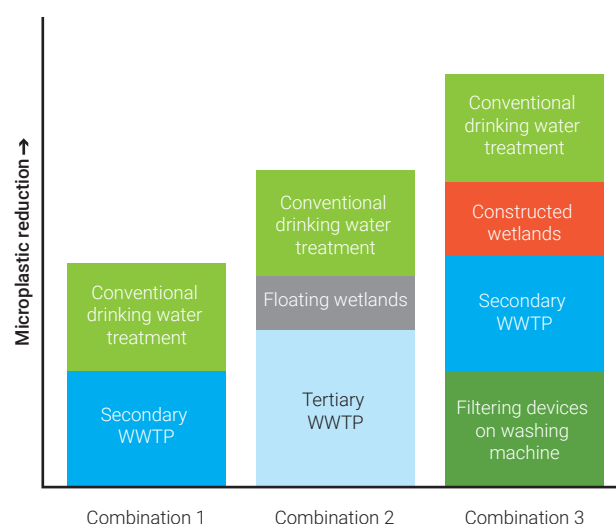 Microplastic reduction →
Conventional
drinking water
treatment
Secondary
WWTP
Conventional
drinking water
treatment
Floating wetlands
Tertiary
WWTP
Conventional
drinking water
treatment
Constructed
wetlands
Secondary
WWTP
Filtering devices
on washing
machine
Combination 1
Combination 2
Combination 3